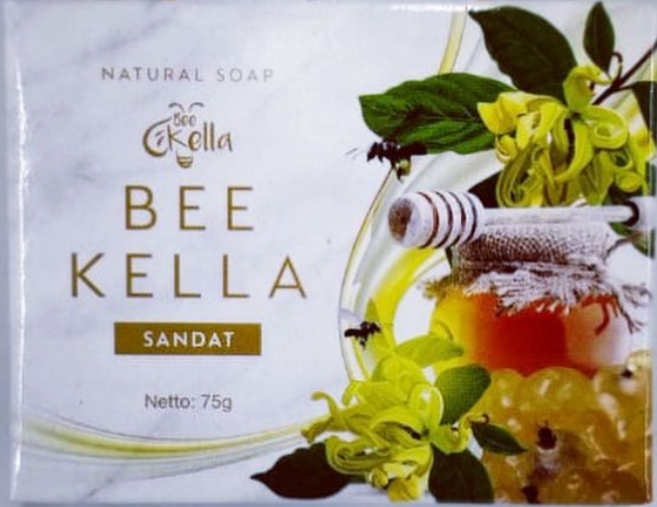 NATURAL SOAP
Bee
Kella
BEE
KELLA
SANDAT
Netto: 75g